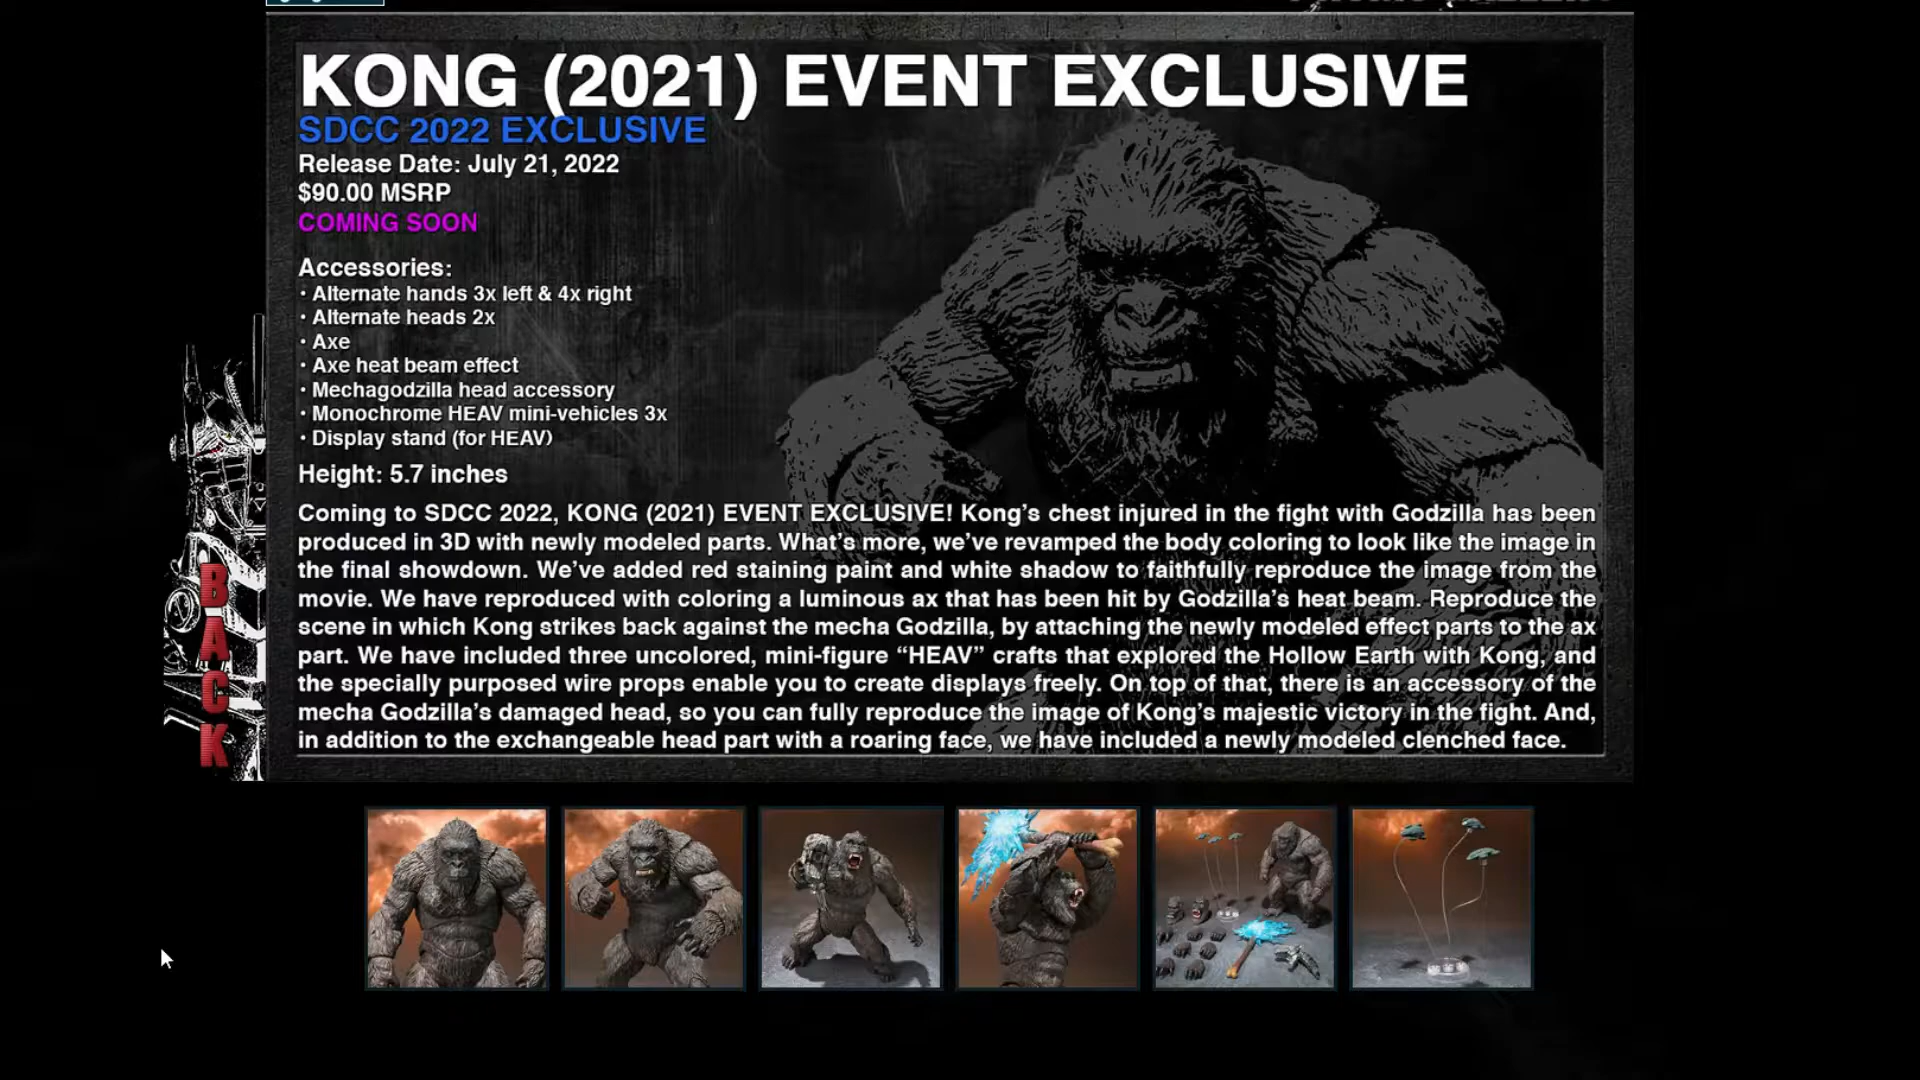 KONG (2021) EVENT EXCLUSIVE
SDCC 2022 EXCLUSIVE
Release Date: July 21, 2022
$90.00 MSRP
COMING SOON
Accessories:
• Alternate hands 3x left & 4x right
• Alternate heads 2x
• Axe
• Axe heat beam effect
• Mechagodzilla head accessory
• Monochrome HEAV mini-vehicles 3x
• Display stand (for HEAV)
Height: 5.7 inches
Coming to SDCC 2022, KONG (2021) EVENT EXCLUSIVE! Kong’s chest injured in the fight with Godzilla has been
produced in 3D with newly modeled parts. What’s more, we’ve revamped the body coloring to look like the image in
the final showdown. We’ve added red staining paint and white shadow to faithfully reproduce the image from the
movie. We have reproduced with coloring a luminous ax that has been hit by Godzilla’s heat beam. Reproduce the
scene in which Kong strikes back against the mecha Godzilla, by attaching the newly modeled effect parts to the ax
part. We have included three uncolored, mini-figure “HEAV” crafts that explored the Hollow Earth with Kong, and
the specially purposed wire props enable you to create displays freely. On top of that, there is an accessory of the
mecha Godzilla’s damaged head, so you can fully reproduce the image of Kong’s majestic victory in the fight. And,
in addition to the exchangeable head part with a roaring face, we have included a newly modeled clenched face.
BACK